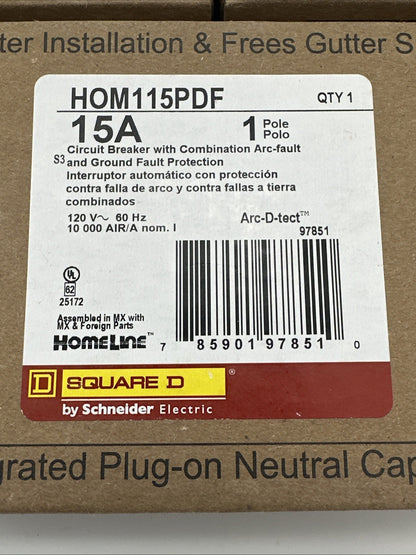 ter Installation & Frees Gutter S
HOM115PDF QTY 1
15A 1 Pole Polo
Circuit Breaker with Combination Arc-fault
S3 and Ground Fault Protection
Interruptor automático con protección
contra falla de arco y contra fallas a tierra
combinados
120 V~ 60 Hz Arc-D-tect™
10 000 AIR/A nom. I 97851
UL
62
25172
Assembled in MX with
MX & Foreign Parts
HOMELINE™
7 85901 97851 0
D SQUARE D ®
by Schneider Electric
grated Plug-on Neutral Cap